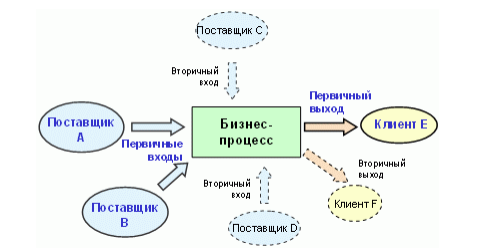 Поставщик C
Вторичный
вход
Первичный
выход
Поставщик
A
Первичные
входы
Бизнес-
процесс
Клиент E
Вторичный
выход
Поставщик
B
Вторичный
вход
Клиент F
Поставщик D